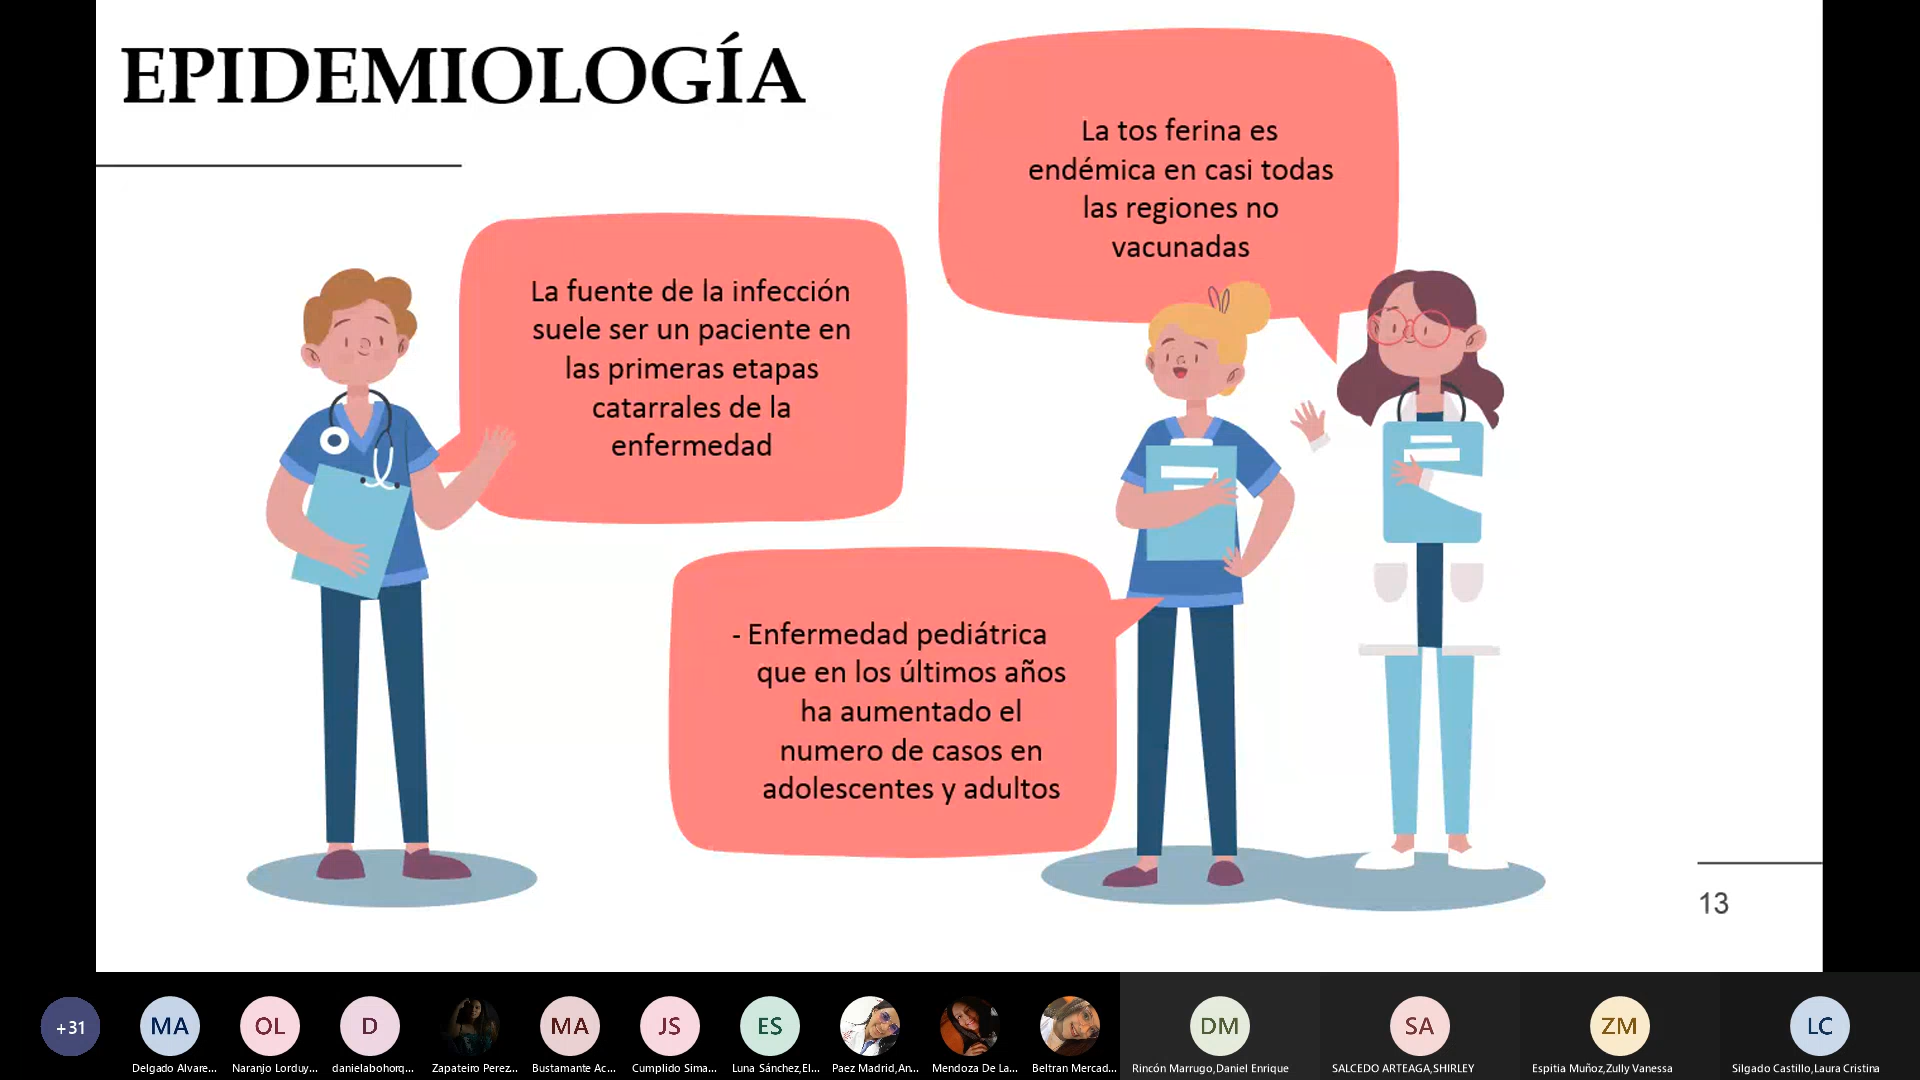 EPIDEMIOLOGÍA
La tos ferina es
endémica en casi todas
las regiones no
vacunadas
La fuente de la infección
suele ser un paciente en
las primeras etapas
catarrales de la
enfermedad
- Enfermedad pediátrica
que en los últimos años
ha aumentado el
numero de casos en
adolescentes y adultos
13
+31
MA
OL
D
MA
JS
ES
DM
SA
ZM
LC
Delgado Alvare...
Naranjo Lorduy...
danielabohorq...
Zapateiro Perez...
Bustamante Ac...
Cumplido Sima...
Luna Sánchez,El...
Paez Madrid,An...
Mendoza De La...
Beltran Mercad...
Rincón Marrugo,Daniel Enrique
SALCEDO ARTEAGA,SHIRLEY
Espitia Muñoz,Zully Vanessa
Silgado Castillo,Laura Cristina